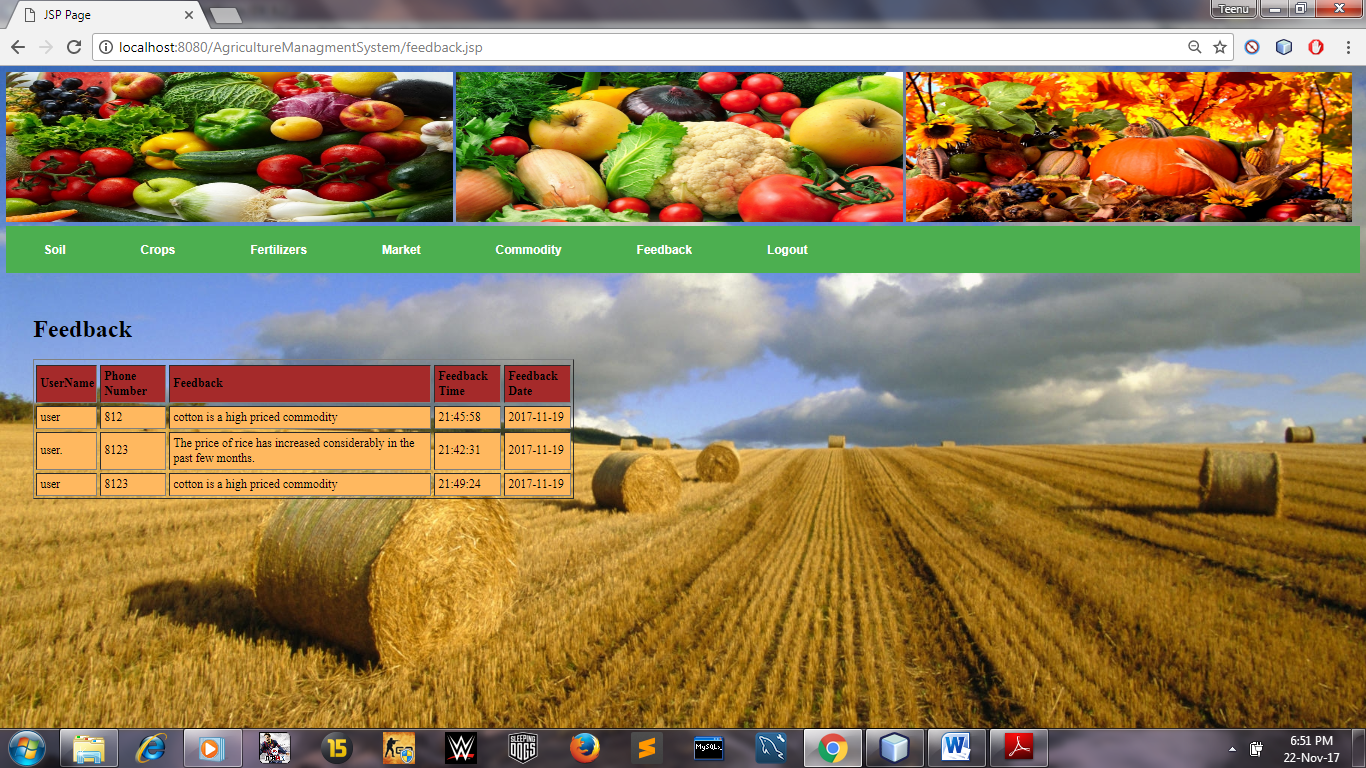 JSP Page
Teenu
localhost:8080/AgricultureManagmentSystem/feedback.jsp
Soil Crops Fertilizers Market Commodity Feedback Logout
Feedback
UserName Phone Number Feedback Feedback Time Feedback Date
user 812 cotton is a high priced commodity 21:45:58 2017-11-19
user. 8123 The price of rice has increased considerably in the
past few months. 21:42:31 2017-11-19
user 8123 cotton is a high priced commodity 21:49:24 2017-11-19
15
GO
W
SLEEPING DOGS
S
MySQL
W
6:51 PM
22-Nov-17